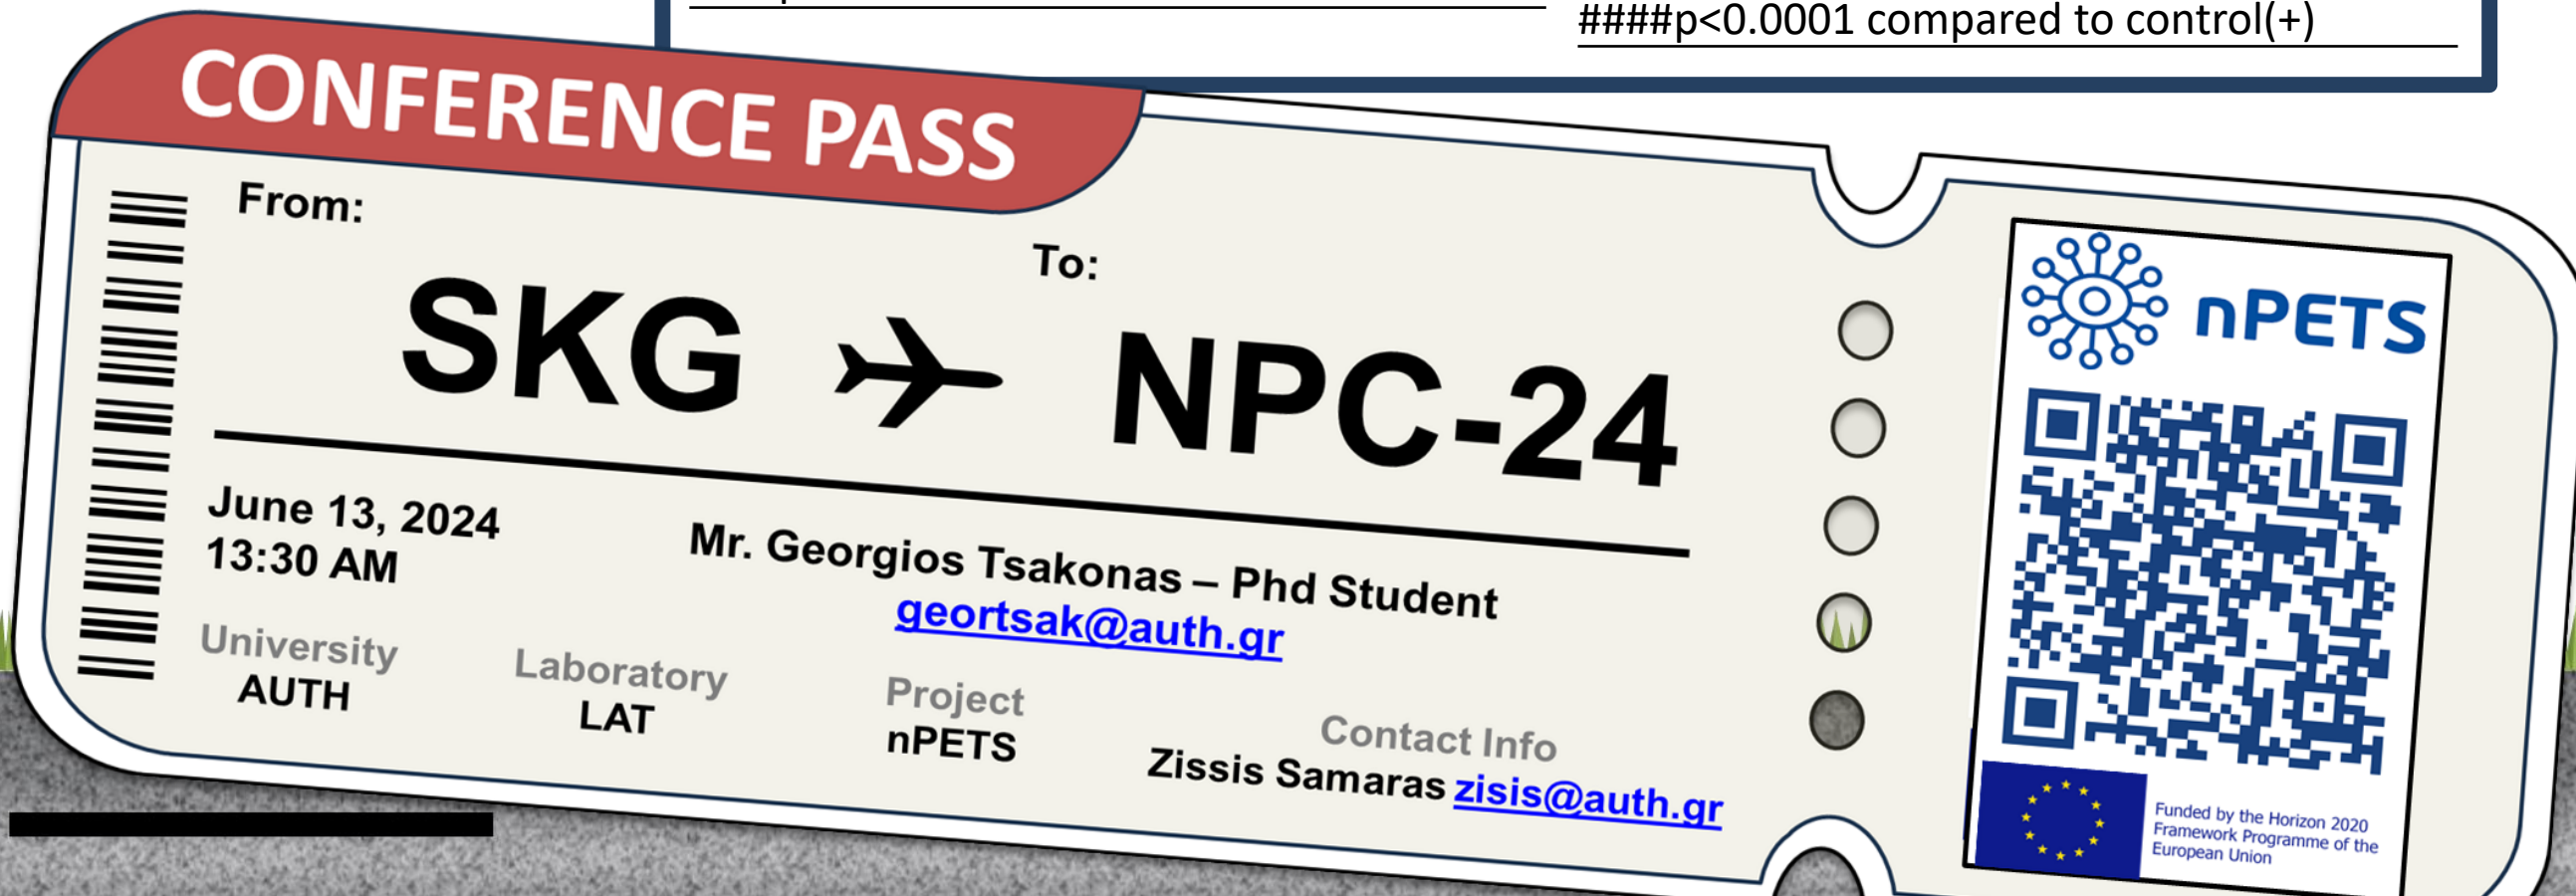 ####p<0.0001 compared to control(+)
CONFERENCE PASS
From:
To:
SKG NPC-24
June 13, 2024
13:30 AM
Mr. Georgios Tsakonas – Phd Student
geortsak@auth.gr
University
AUTH
Laboratory
LAT
Project
nPETS
Contact Info
Zissis Samaras zisis@auth.gr
nPETS
Funded by the Horizon 2020
Framework Programme of the
European Union